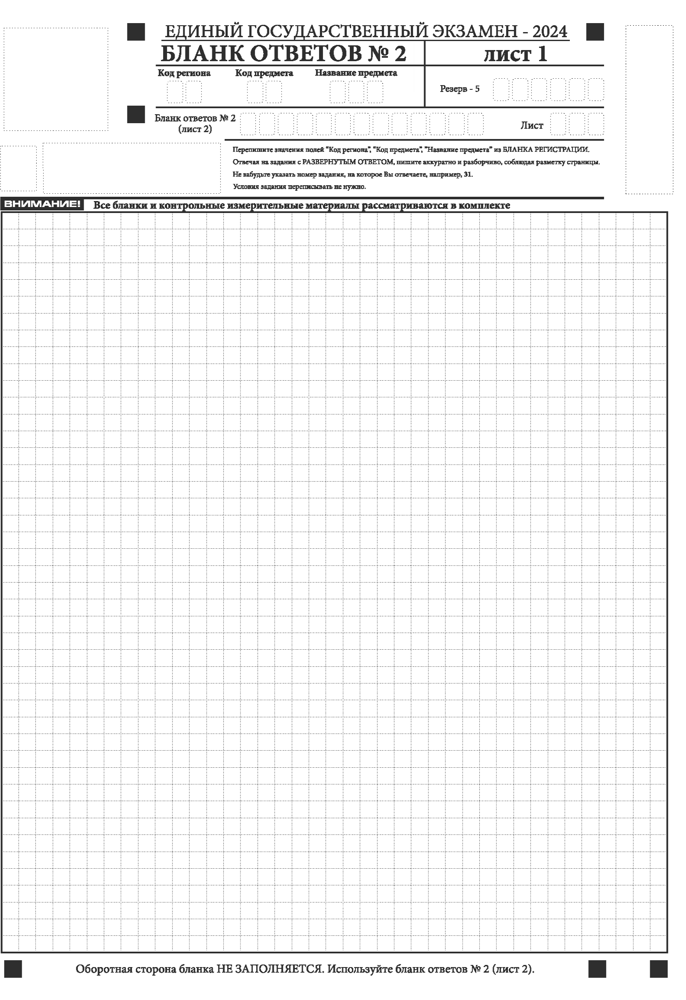 ЕДИНЫЙ ГОСУДАРСТВЕННЫЙ ЭКЗАМЕН - 2024
БЛАНК ОТВЕТОВ № 2 лист 1
Код региона Код предмета Название предмета
Резерв - 5
Бланк ответов № 2
(лист 2)
Лист
Перепишите значения полей “Код региона”, “Код предмета”, "Название предмета” из БЛАНКА РЕГИСТРАЦИИ.
Отвечая на задания с РАЗВЕРНУТЫМ ОТВЕТОМ, пишите аккуратно и разборчиво, соблюдая разметку страницы.
Не забудьте указать номер задания, на которое Вы отвечаете, например, 31.
Условия задания переписывать не нужно.
ВНИМАНИЕ! Все бланки и контрольные измерительные материалы рассматриваются в комплекте
Оборотная сторона бланка НЕ ЗАПОЛНЯЕТСЯ. Используйте бланк ответов № 2 (лист 2).